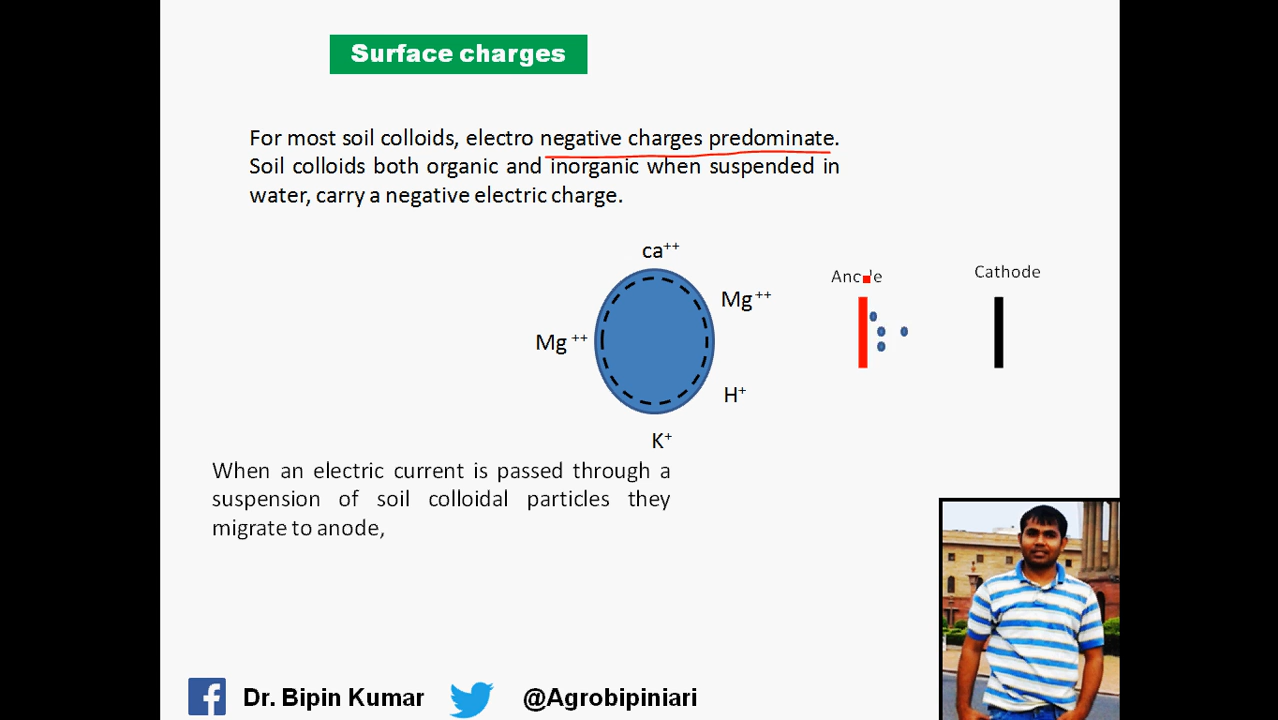 Surface charges
For most soil colloids, electro negative charges predominate.
Soil colloids both organic and inorganic when suspended in
water, carry a negative electric charge.
ca++
Mg ++
Mg ++
H+
K+
Cathode
When an electric current is passed through a
suspension of soil colloidal particles they
migrate to anode,
Dr. Bipin Kumar
@Agrobipiniari